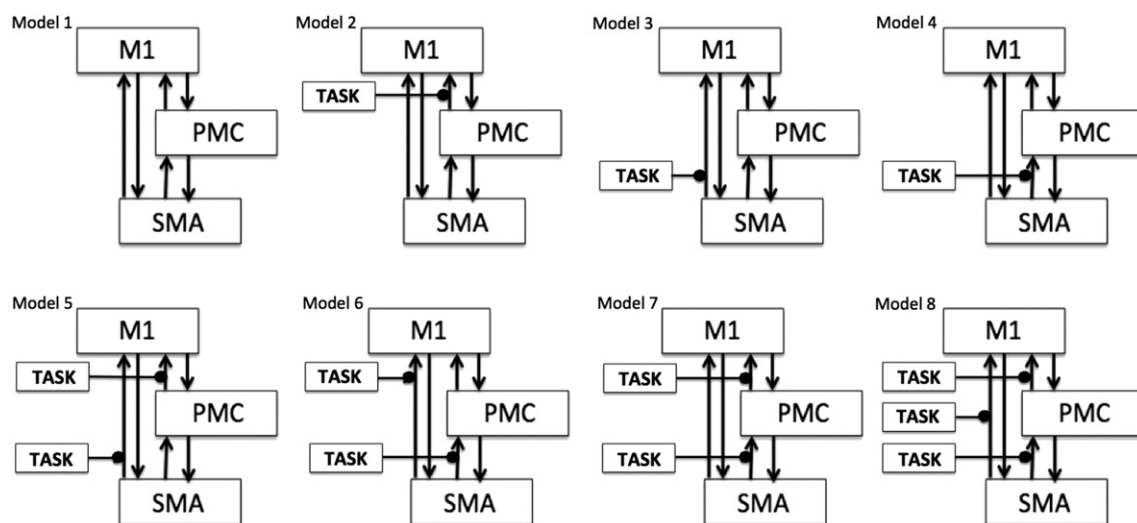 Model 1
M1
PMC
SMA
Model 2
M1
TASK
PMC
SMA
Model 3
M1
PMC
TASK
SMA
Model 4
M1
PMC
TASK
SMA
Model 5
M1
TASK
PMC
TASK
SMA
Model 6
M1
TASK
PMC
TASK
SMA
Model 7
M1
TASK
PMC
TASK
SMA
Model 8
M1
TASK
PMC
TASK
TASK
SMA